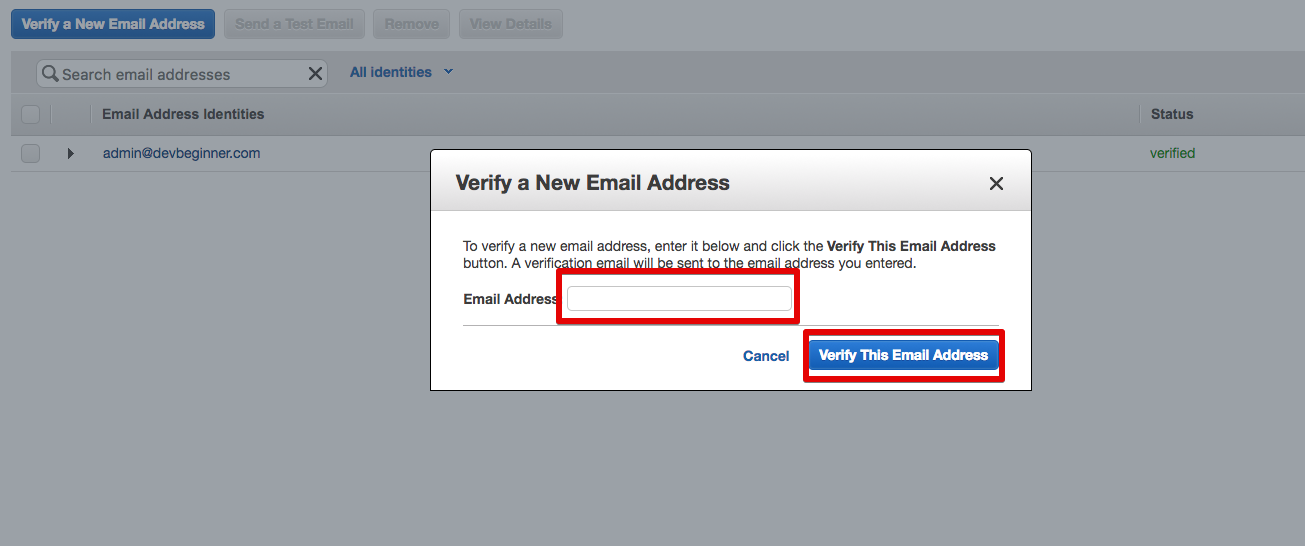 Verify a New Email Address Send a Test Email Remove View Details
Search email addresses All identities
Email Address Identities Status
admin@devbeginner.com verified
Verify a New Email Address
To verify a new email address, enter it below and click the Verify This Email Address
button. A verification email will be sent to the email address you entered.
Email Address
Cancel Verify This Email Address